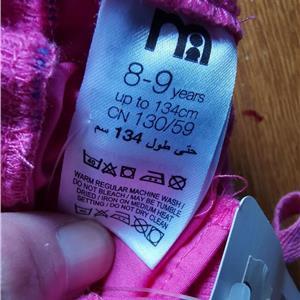 m
8-9 years
up to 134cm
CN 130/59
حتى طول 134 سم
WARM REGULAR MACHINE WASH /
DO NOT BLEACH / MAY BE TUMBLE
DRIED / IRON ON MEDIUM HEAT
SETTING / DO NOT DRY CLEAN